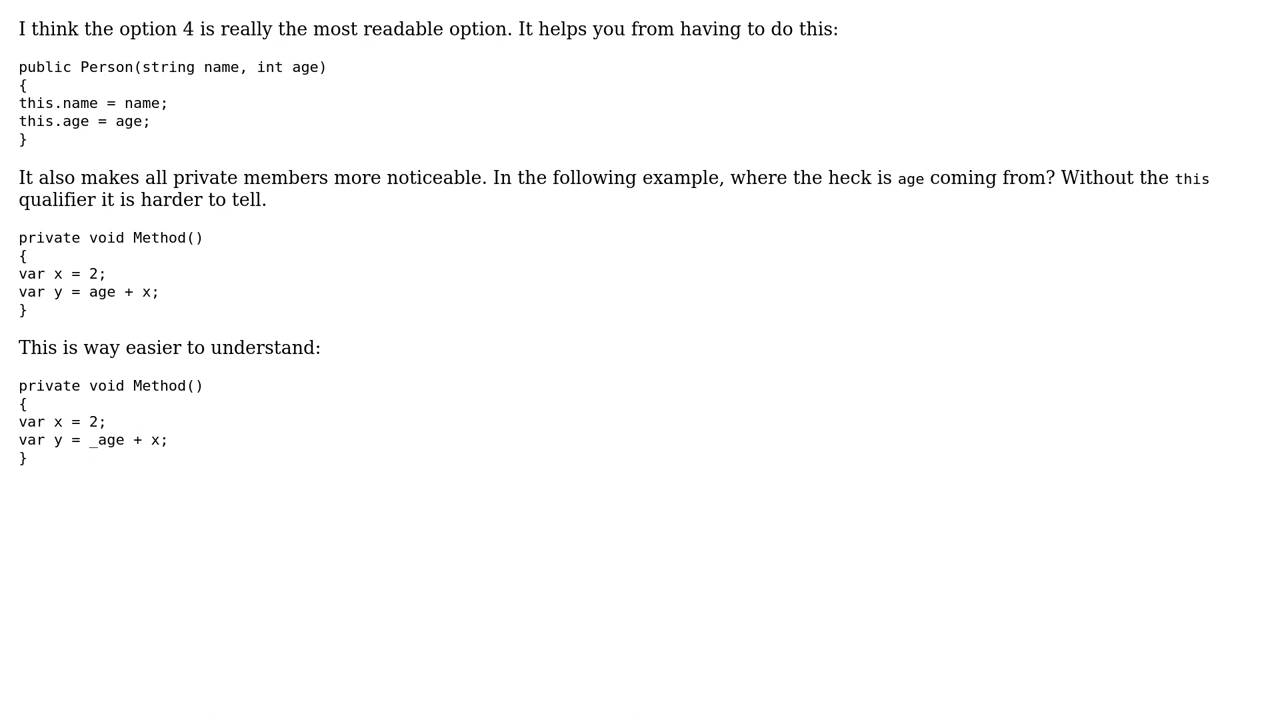 I think the option 4 is really the most readable option. It helps you from having to do this:
public Person(string name, int age)
{
this.name = name;
this.age = age;
}
It also makes all private members more noticeable. In the following example, where the heck is age coming from? Without the this
qualifier it is harder to tell.
private void Method()
{
var x = 2;
var y = age + x;
}
This is way easier to understand:
private void Method()
{
var x = 2;
var y = _age + x;
}